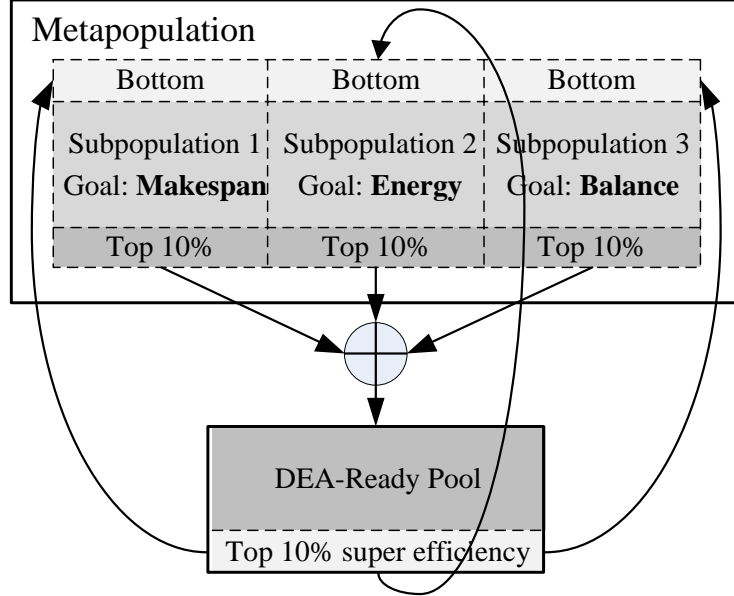 Metapopulation
Bottom Bottom Bottom
Subpopulation 1 Subpopulation 2 Subpopulation 3
Goal: Makespan Goal: Energy Goal: Balance
Top 10% Top 10% Top 10%
DEA-Ready Pool
Top 10% super efficiency